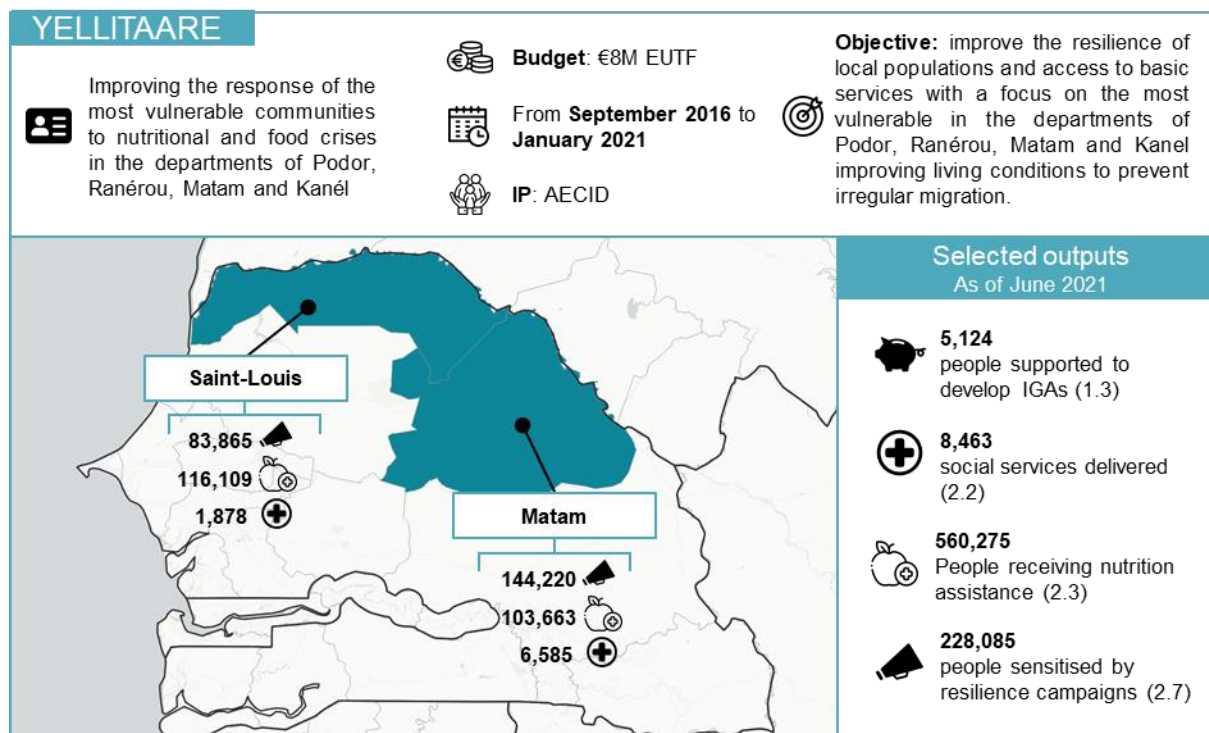 YELLITAARE
Improving the response of the
most vulnerable communities
to nutritional and food crises
in the departments of Podor,
Ranérou, Matam and Kanél
Budget: €8M EUTF
From September 2016 to
January 2021
IP: AECID
Objective: improve the resilience of
local populations and access to basic
services with a focus on the most
vulnerable in the departments of
Podor, Ranérou, Matam and Kanel
improving living conditions to prevent
irregular migration.
Saint-Louis
83,865
116,109
1,878
Matam
144,220
103,663
6,585
Selected outputs
As of June 2021
5,124
people supported to
develop IGAs (1.3)
8,463
social services delivered
(2.2)
560,275
People receiving nutrition
assistance (2.3)
228,085
people sensitised by
resilience campaigns (2.7)